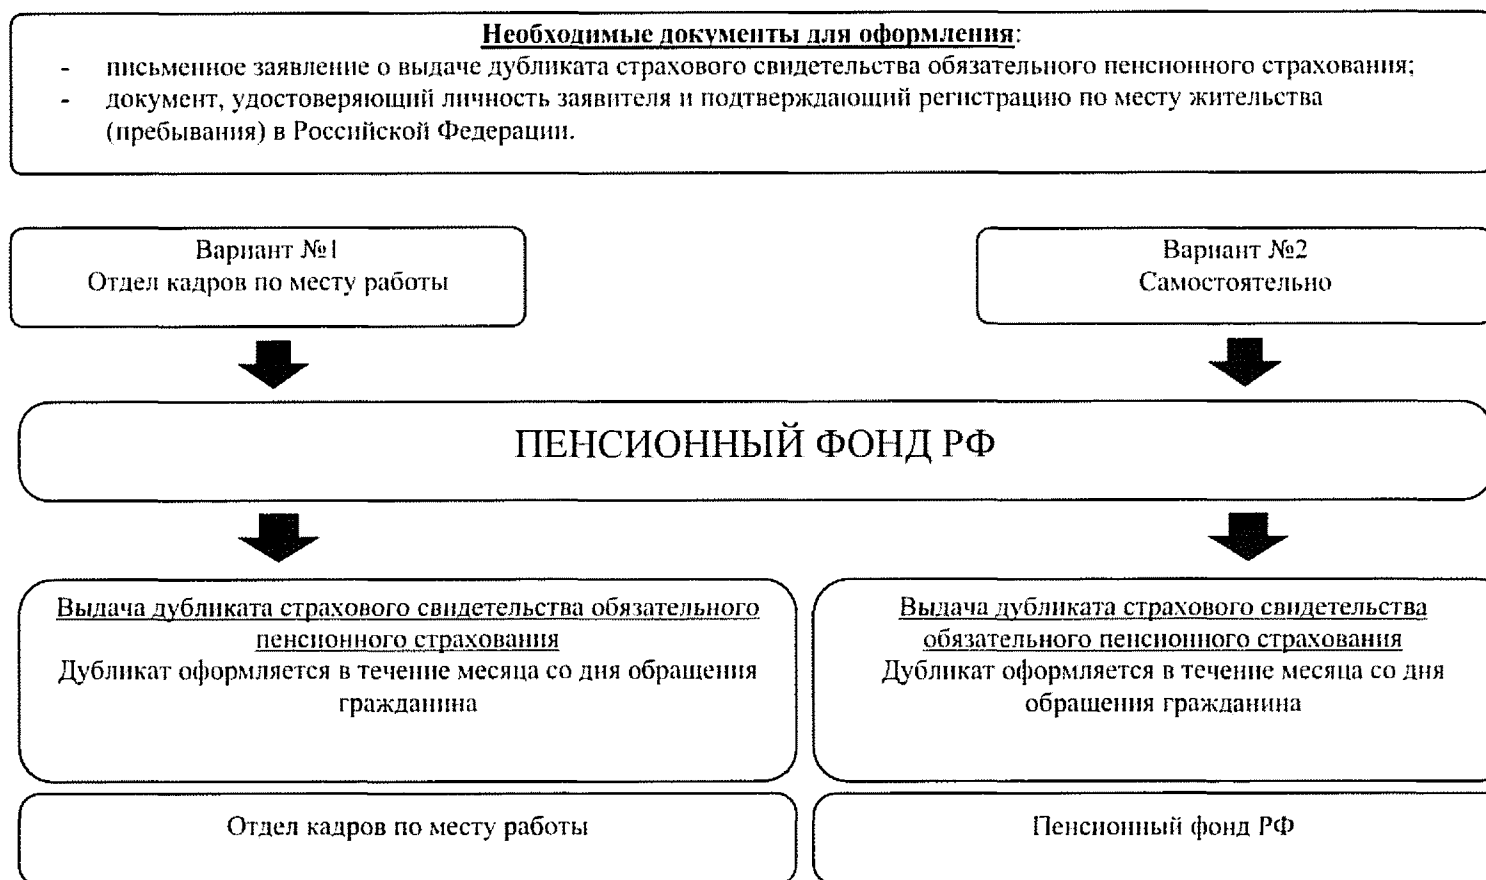 Необходимые документы для оформления:
- письменное заявление о выдаче дубликата страхового свидетельства обязательного пенсионного страхования;
- документ, удостоверяющий личность заявителя и подтверждающий регистрацию по месту жительства
(пребывания) в Российской Федерации.
Вариант №1
Отдел кадров по месту работы
Вариант №2
Самостоятельно
ПЕНСИОННЫЙ ФОНД РФ
Выдача дубликата страхового свидетельства обязательного
пенсионного страхования
Дубликат оформляется в течение месяца со дня обращения
гражданина
Выдача дубликата страхового свидетельства
обязательного пенсионного страхования
Дубликат оформляется в течение месяца со дня
обращения гражданина
Отдел кадров по месту работы
Пенсионный фонд РФ